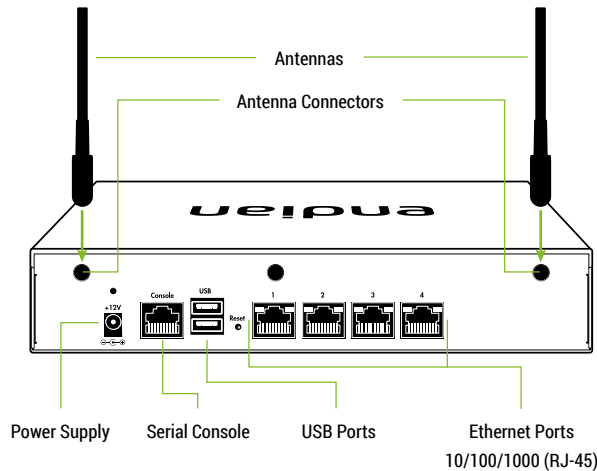 Antennas
Antenna Connectors
endian
+12V
Console
USB
Reset
1
2
3
4
Power Supply
Serial Console
USB Ports
Ethernet Ports
10/100/1000 (RJ-45)